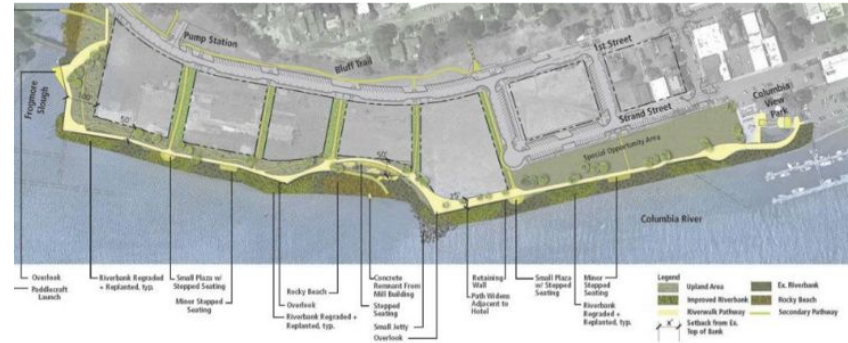 Pump Station
Bluff Trail
1st Street
Strand Street
Columbia
View
Park
Frogmore
Slough
100'
50'
50'
25'
Special Opportunity Area
Columbia River
Overlook
Paddlecraft
Launch
Riverbank Regraded
+ Replanted, typ.
Small Plaza w/
Stepped Seating
Minor Stepped
Seating
Rocky Beach
Overlook
Riverbank Regraded +
Replanted, typ.
Concrete
Remnant From
Mill Building
Stepped
Seating
Small Jetty
Overlook
Retaining
Wall
Path Widens
Adjacent to
Hotel
Small Plaza
w/ Stepped
Seating
Minor
Stepped
Seating
Riverbank
Regraded +
Replanted, typ.
Legend
Upland Area
Ex. Riverbank
Improved Riverbank
Rocky Beach
Riverwalk Pathway
Secondary Pathway
X'
Setback from Ex.
Top of Bank